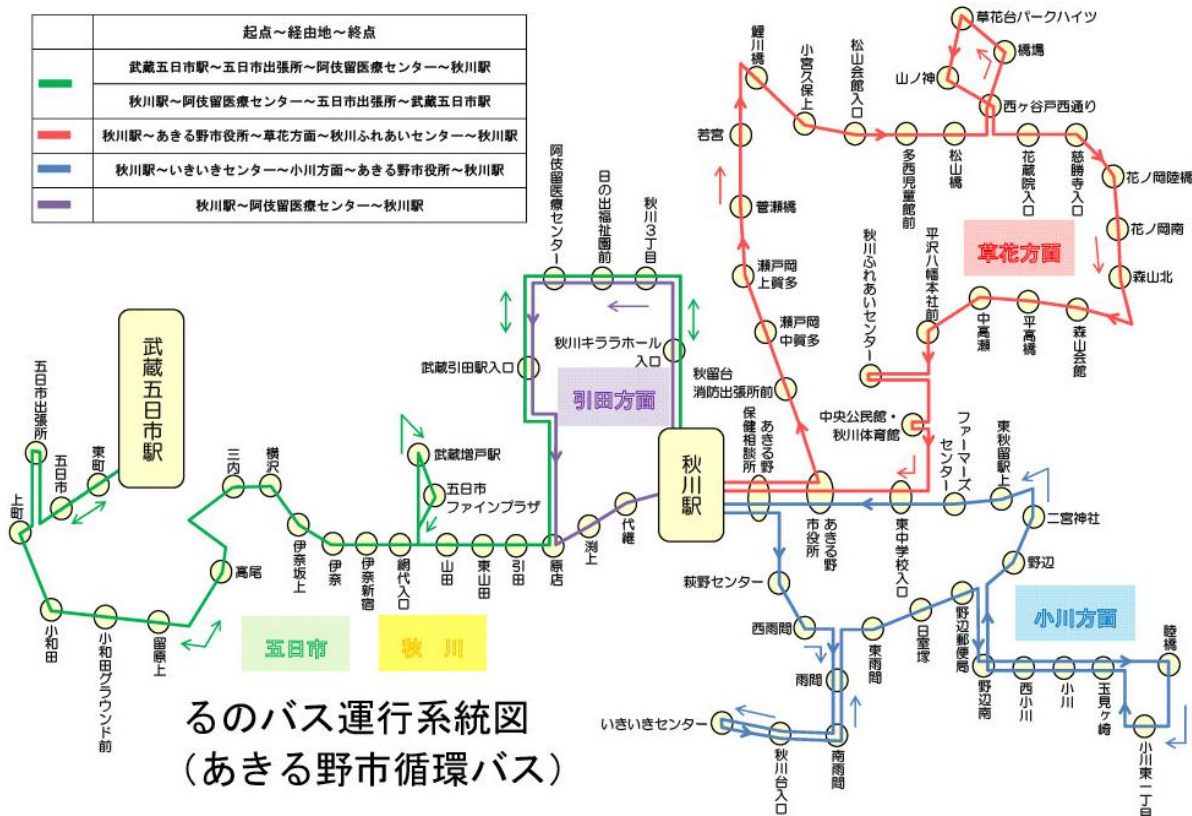 起点～経由地～終点
武蔵五日市駅～五日市出張所～阿伎留医療センター～秋川駅
秋川駅～阿伎留医療センター～五日市出張所～武蔵五日市駅
秋川駅～あきる野市役所～草花方面～秋川ふれあいセンター～秋川駅
秋川駅～いきいきセンター～小川方面～あきる野市役所～秋川駅
秋川駅～阿伎留医療センター～秋川駅
武蔵五日市駅
五日市出張所
東町
五日市
上町
小和田
小和田グラウンド前
留原上
高尾
三内
横沢
伊奈坂上
伊奈
伊奈新宿
網代入口
武蔵増戸駅
五日市
ファインプラザ
山田
東山田
引田
原店
渕上
代継
武蔵引田駅入口
阿伎留医療センター
日の出福祉園前
秋川3丁目
秋川キララホール
入口
引田方面
秋川駅
あきる野
保健相談所
あきる野
市役所
秋留台
消防出張所前
瀬戸岡
中賀多
瀬戸岡
上賀多
菅瀬橋
若宮
鯉川橋
小宮久保上
松山会館入口
多西児童館前
松山橋
西ヶ谷戸西通り
橋場
草花台パークハイツ
山ノ神
花蔵院入口
慈勝寺入口
花ノ岡陸橋
花ノ岡南
森山北
草花方面
森山会館
平高橋
中高瀬
平沢八幡本社前
秋川ふれあいセンター
中央公民館・
秋川体育館
東中学校入口
ファーマーズ
センター
東秋留駅上
二宮神社
野辺
小川方面
萩野センター
西雨間
雨間
南雨間
秋川台入口
いきいきセンター
東雨間
日室塚
野辺郵便局
野辺南
西小川
小川
玉見ヶ崎
睦橋
小川東一丁目
五日市
秋川
るのバス運行系統図
(あきる野市循環バス)